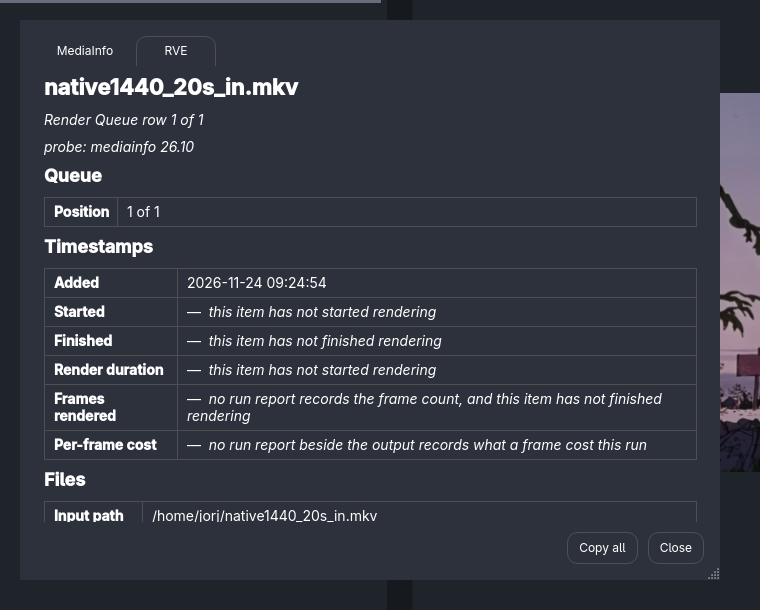 MediaInfo
RVE
native1440_20s_in.mkv
Render Queue row 1 of 1
probe: mediainfo 26.10
Queue
Position 1 of 1
Timestamps
Added 2026-11-24 09:24:54
Started — this item has not started rendering
Finished — this item has not finished rendering
Render duration — this item has not started rendering
Frames rendered — no run report records the frame count, and this item has not finished rendering
Per-frame cost — no run report beside the output records what a frame cost this run
Files
Input path /home/jorj/native1440_20s_in.mkv
Copy all
Close